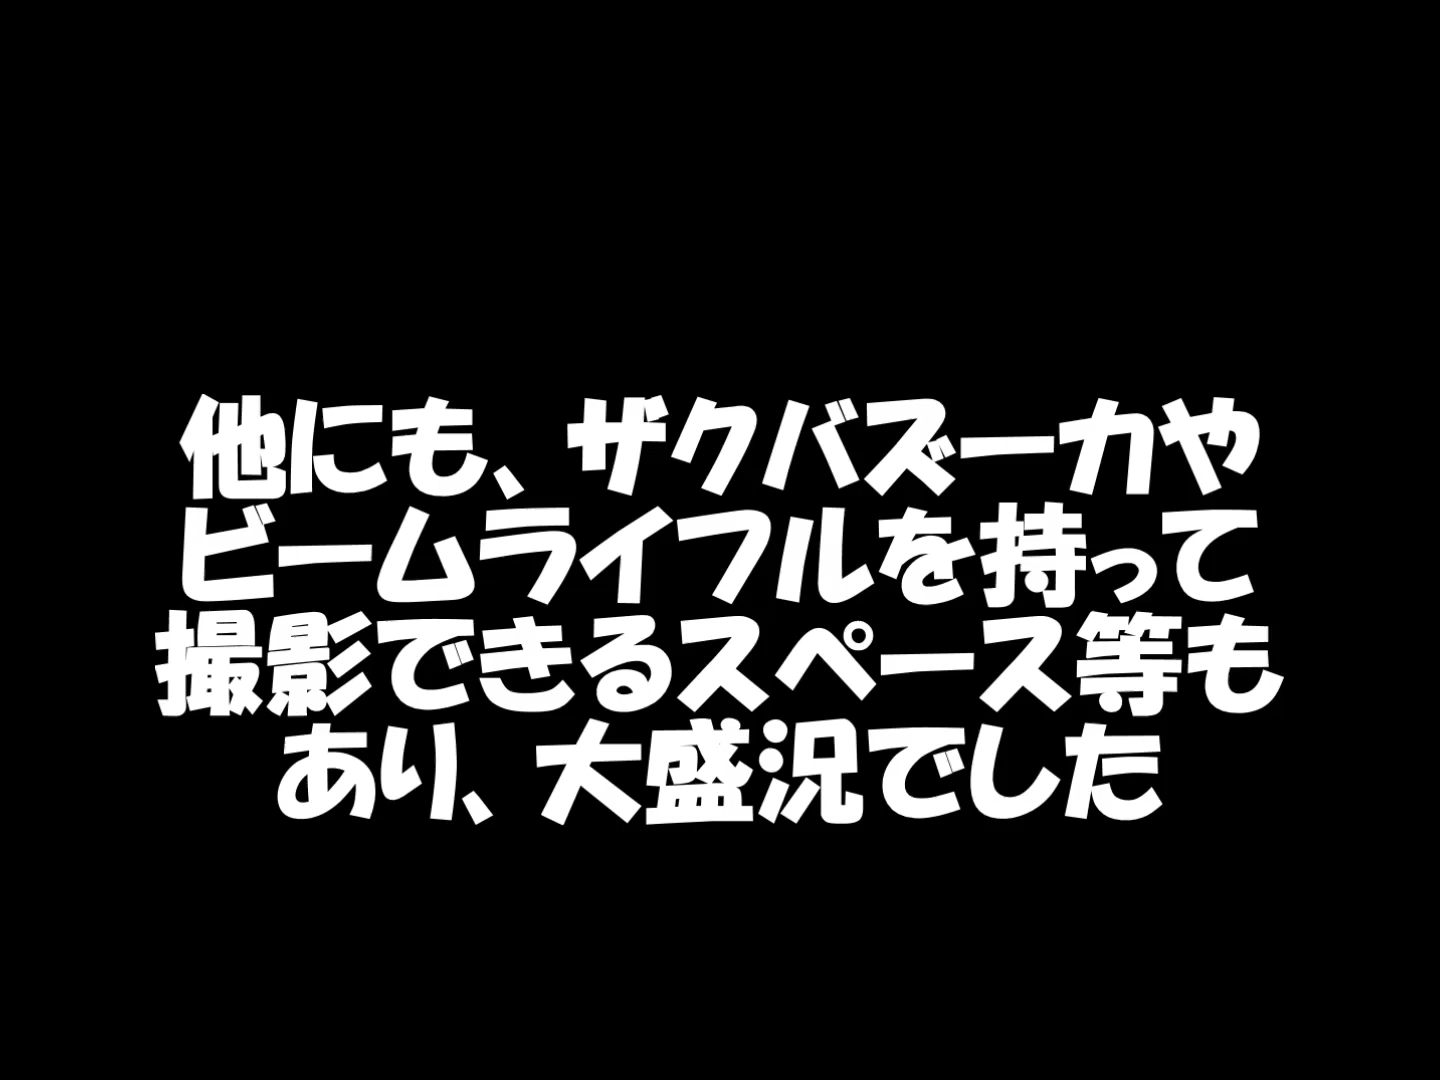 他にも、ザクバズーカや
ビームライフルを持って
撮影できるスペース等も
あり、大盛況でした